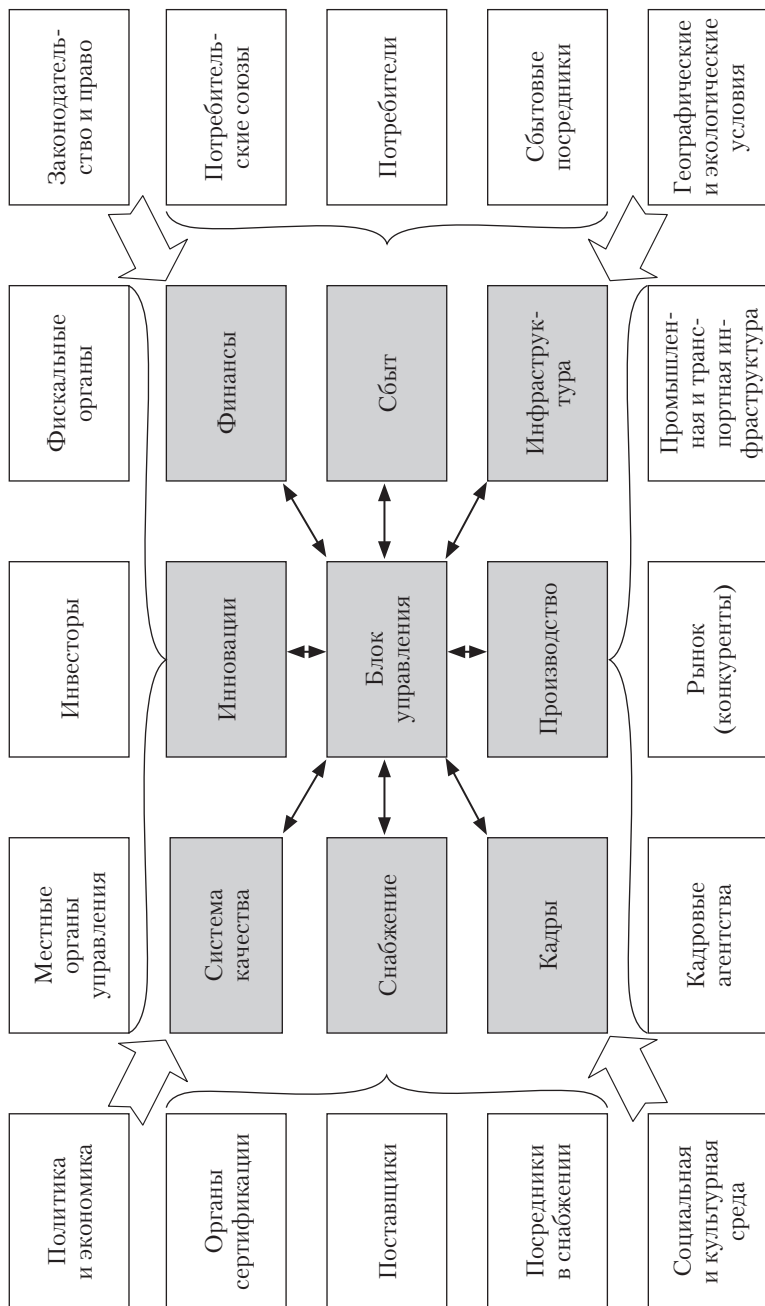 Политика
и экономика
Местные
органы
управления
Инвесторы
Фискальные
органы
Законодатель-
ство и право
Органы
сертификации
Система
качества
Инновации
Финансы
Потребитель-
ские союзы
Поставщики
Снабжение
Блок
управления
Сбыт
Потребители
Посредники
в снабжении
Кадры
Производство
Инфраструк-
тура
Сбытовые
посредники
Социальная
и культурная
среда
Кадровые
агентства
Рынок
(конкуренты)
Промышлен-
ная и транс-
портная ин-
фраструктура
Географические
и экологические
условия